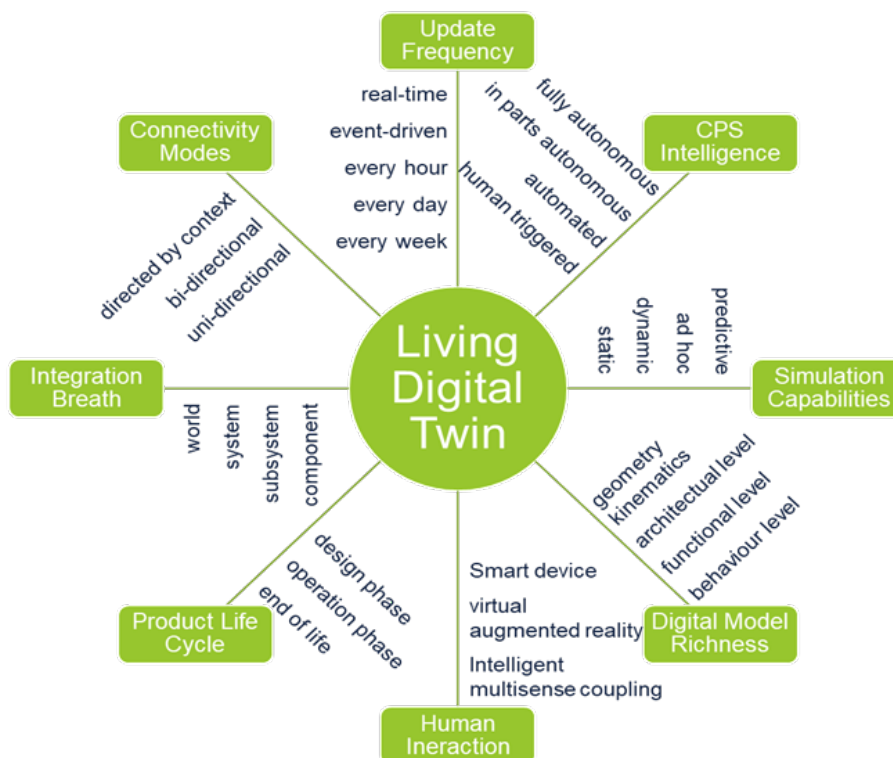 Update
Frequency
real-time
event-driven
every hour
every day
every week
fully autonomous
in parts autonomous
automated
human triggered
CPS
Intelligence
Connectivity
Modes
directed by context
bi-directional
uni-directional
Living
Digital
Twin
static
dynamic
ad hoc
predictive
Simulation
Capabilities
Integration
Breath
world
system
subsystem
component
geometry
kinematics
architectual level
functional level
behaviour level
Digital Model
Richness
Smart device
virtual
augmented reality
Intelligent
multisense coupling
Human
Ineraction
design phase
operation phase
end of life
Product Life
Cycle